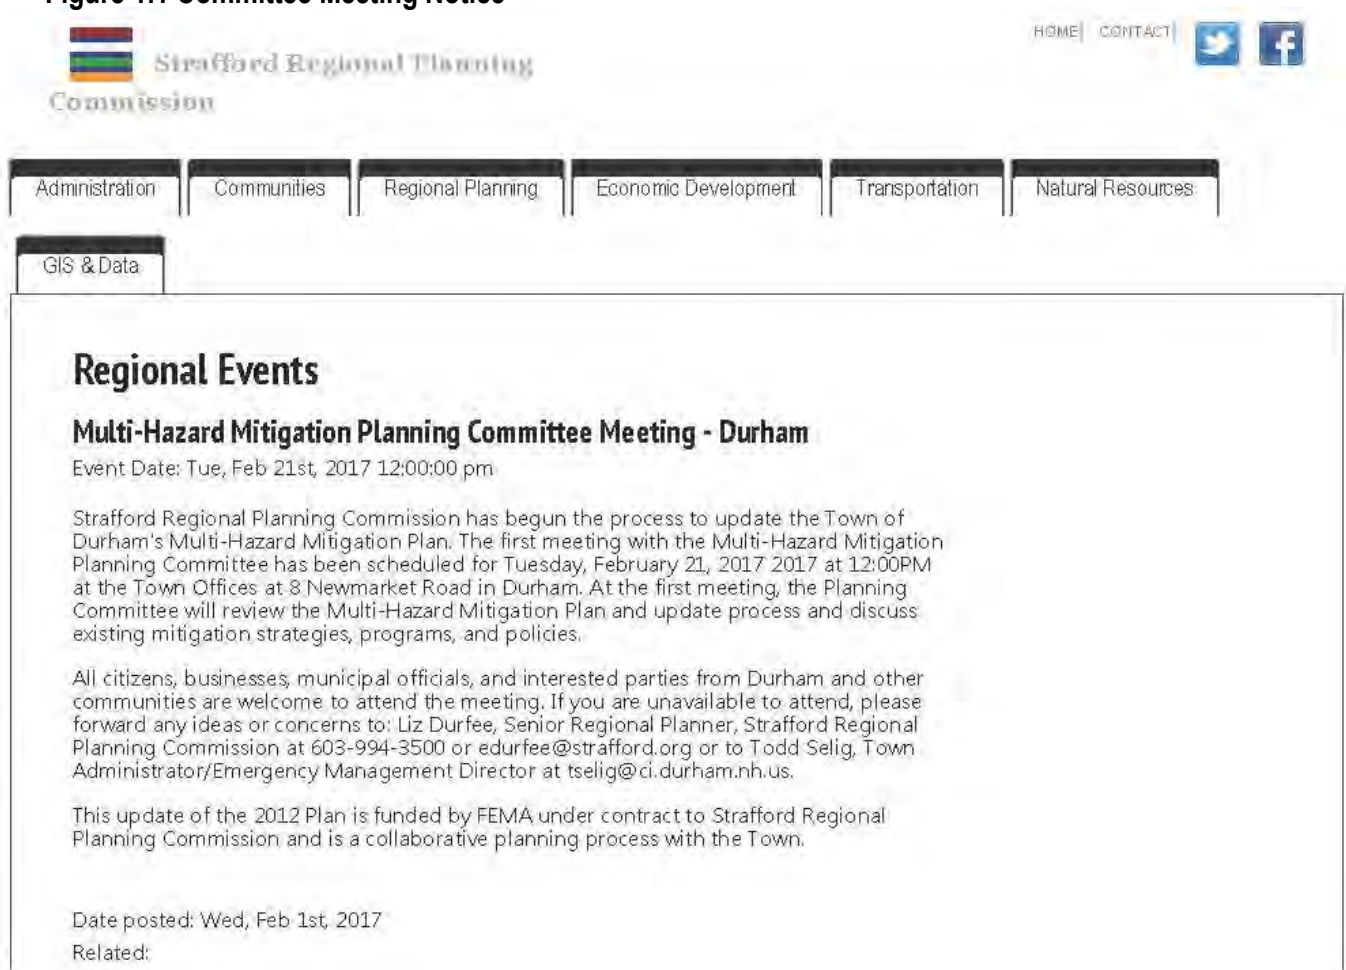 Figure 1.1 Committee Meeting Notice
HOME| CONTACT|
Strafford Regional Planning
Commission
Administration Communities Regional Planning Economic Development Transportation Natural Resources
GIS & Data
Regional Events
Multi-Hazard Mitigation Planning Committee Meeting - Durham
Event Date: Tue, Feb 21st, 2017 12:00:00 pm
Strafford Regional Planning Commission has begun the process to update the Town of
Durham's Multi-Hazard Mitigation Plan. The first meeting with the Multi-Hazard Mitigation
Planning Committee has been scheduled for Tuesday, February 21, 2017 2017 at 12:00PM
at the Town Offices at 8 Newmarket Road in Durham. At the first meeting, the Planning
Committee will review the Multi-Hazard Mitigation Plan and update process and discuss
existing mitigation strategies, programs, and policies.
All citizens, businesses, municipal officials, and interested parties from Durham and other
communities are welcome to attend the meeting. If you are unavailable to attend, please
forward any ideas or concerns to: Liz Durfee, Senior Regional Planner, Strafford Regional
Planning Commission at 603-994-3500 or edurfee@strafford.org or to Todd Selig, Town
Administrator/Emergency Management Director at tselig@ci.durham.nh.us.
This update of the 2012 Plan is funded by FEMA under contract to Strafford Regional
Planning Commission and is a collaborative planning process with the Town.
Date posted: Wed, Feb 1st, 2017
Related: